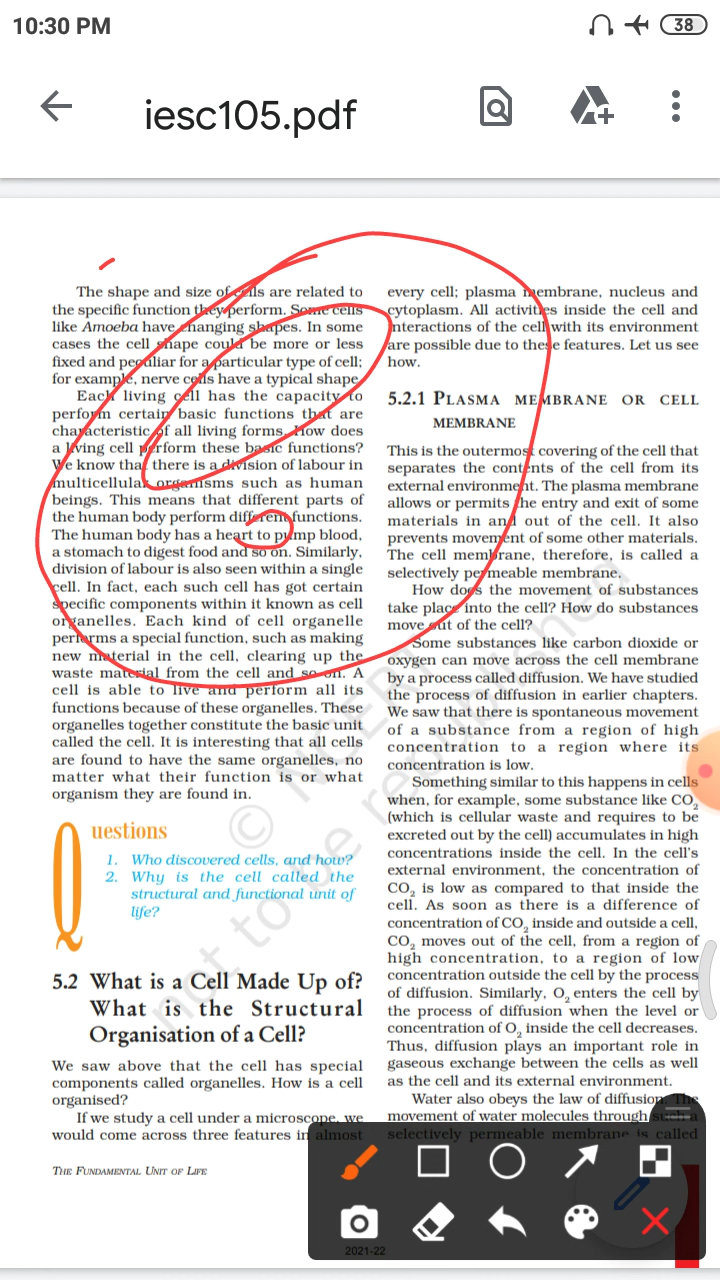 10:30 PM
38
iesc105.pdf
The shape and size of cells are related to
the specific function they perform. Some cells
like Amoeba have changing shapes. In some
cases the cell shape could be more or less
fixed and peculiar for a particular type of cell;
for example, nerve cells have a typical shape.
Each living cell has the capacity to
perform certain basic functions that are
characteristic of all living forms. How does
a living cell perform these basic functions?
We know that there is a division of labour in
multicellular organisms such as human
beings. This means that different parts of
the human body perform different functions.
The human body has a heart to pump blood,
a stomach to digest food and so on. Similarly,
division of labour is also seen within a single
cell. In fact, each such cell has got certain
specific components within it known as cell
organelles. Each kind of cell organelle
performs a special function, such as making
new material in the cell, clearing up the
waste material from the cell and so on. A
cell is able to live and perform all its
functions because of these organelles. These
organelles together constitute the basic unit
called the cell. It is interesting that all cells
are found to have the same organelles, no
matter what their function is or what
organism they are found in.
Questions
1. Who discovered cells, and how?
2. Why is the cell called the
structural and functional unit of
life?
5.2 What is a Cell Made Up of?
What is the Structural
Organisation of a Cell?
We saw above that the cell has special
components called organelles. How is a cell
organised?
If we study a cell under a microscope, we
would come across three features in almost
THE FUNDAMENTAL UNIT OF LIFE
every cell; plasma membrane, nucleus and
cytoplasm. All activities inside the cell and
interactions of the cell with its environment
are possible due to these features. Let us see
how.
5.2.1 PLASMA MEMBRANE OR CELL
MEMBRANE
This is the outermost covering of the cell that
separates the contents of the cell from its
external environment. The plasma membrane
allows or permits the entry and exit of some
materials in and out of the cell. It also
prevents movement of some other materials.
The cell membrane, therefore, is called a
selectively permeable membrane.
How does the movement of substances
take place into the cell? How do substances
move out of the cell?
Some substances like carbon dioxide or
oxygen can move across the cell membrane
by a process called diffusion. We have studied
the process of diffusion in earlier chapters.
We saw that there is spontaneous movement
of a substance from a region of high
concentration to a region where its
concentration is low.
Something similar to this happens in cells
when, for example, some substance like CO₂
(which is cellular waste and requires to be
excreted out by the cell) accumulates in high
concentrations inside the cell. In the cell's
external environment, the concentration of
CO₂ is low as compared to that inside the
cell. As soon as there is a difference of
concentration of CO₂ inside and outside a cell,
CO₂ moves out of the cell, from a region of
high concentration, to a region of low
concentration outside the cell by the process
of diffusion. Similarly, O₂ enters the cell by
the process of diffusion when the level or
concentration of O₂ inside the cell decreases.
Thus, diffusion plays an important role in
gaseous exchange between the cells as well
as the cell and its external environment.
Water also obeys the law of diffusion. The
movement of water molecules through such a
selectively permeable membrane is called
© NCERT
not to be republished
2021-22